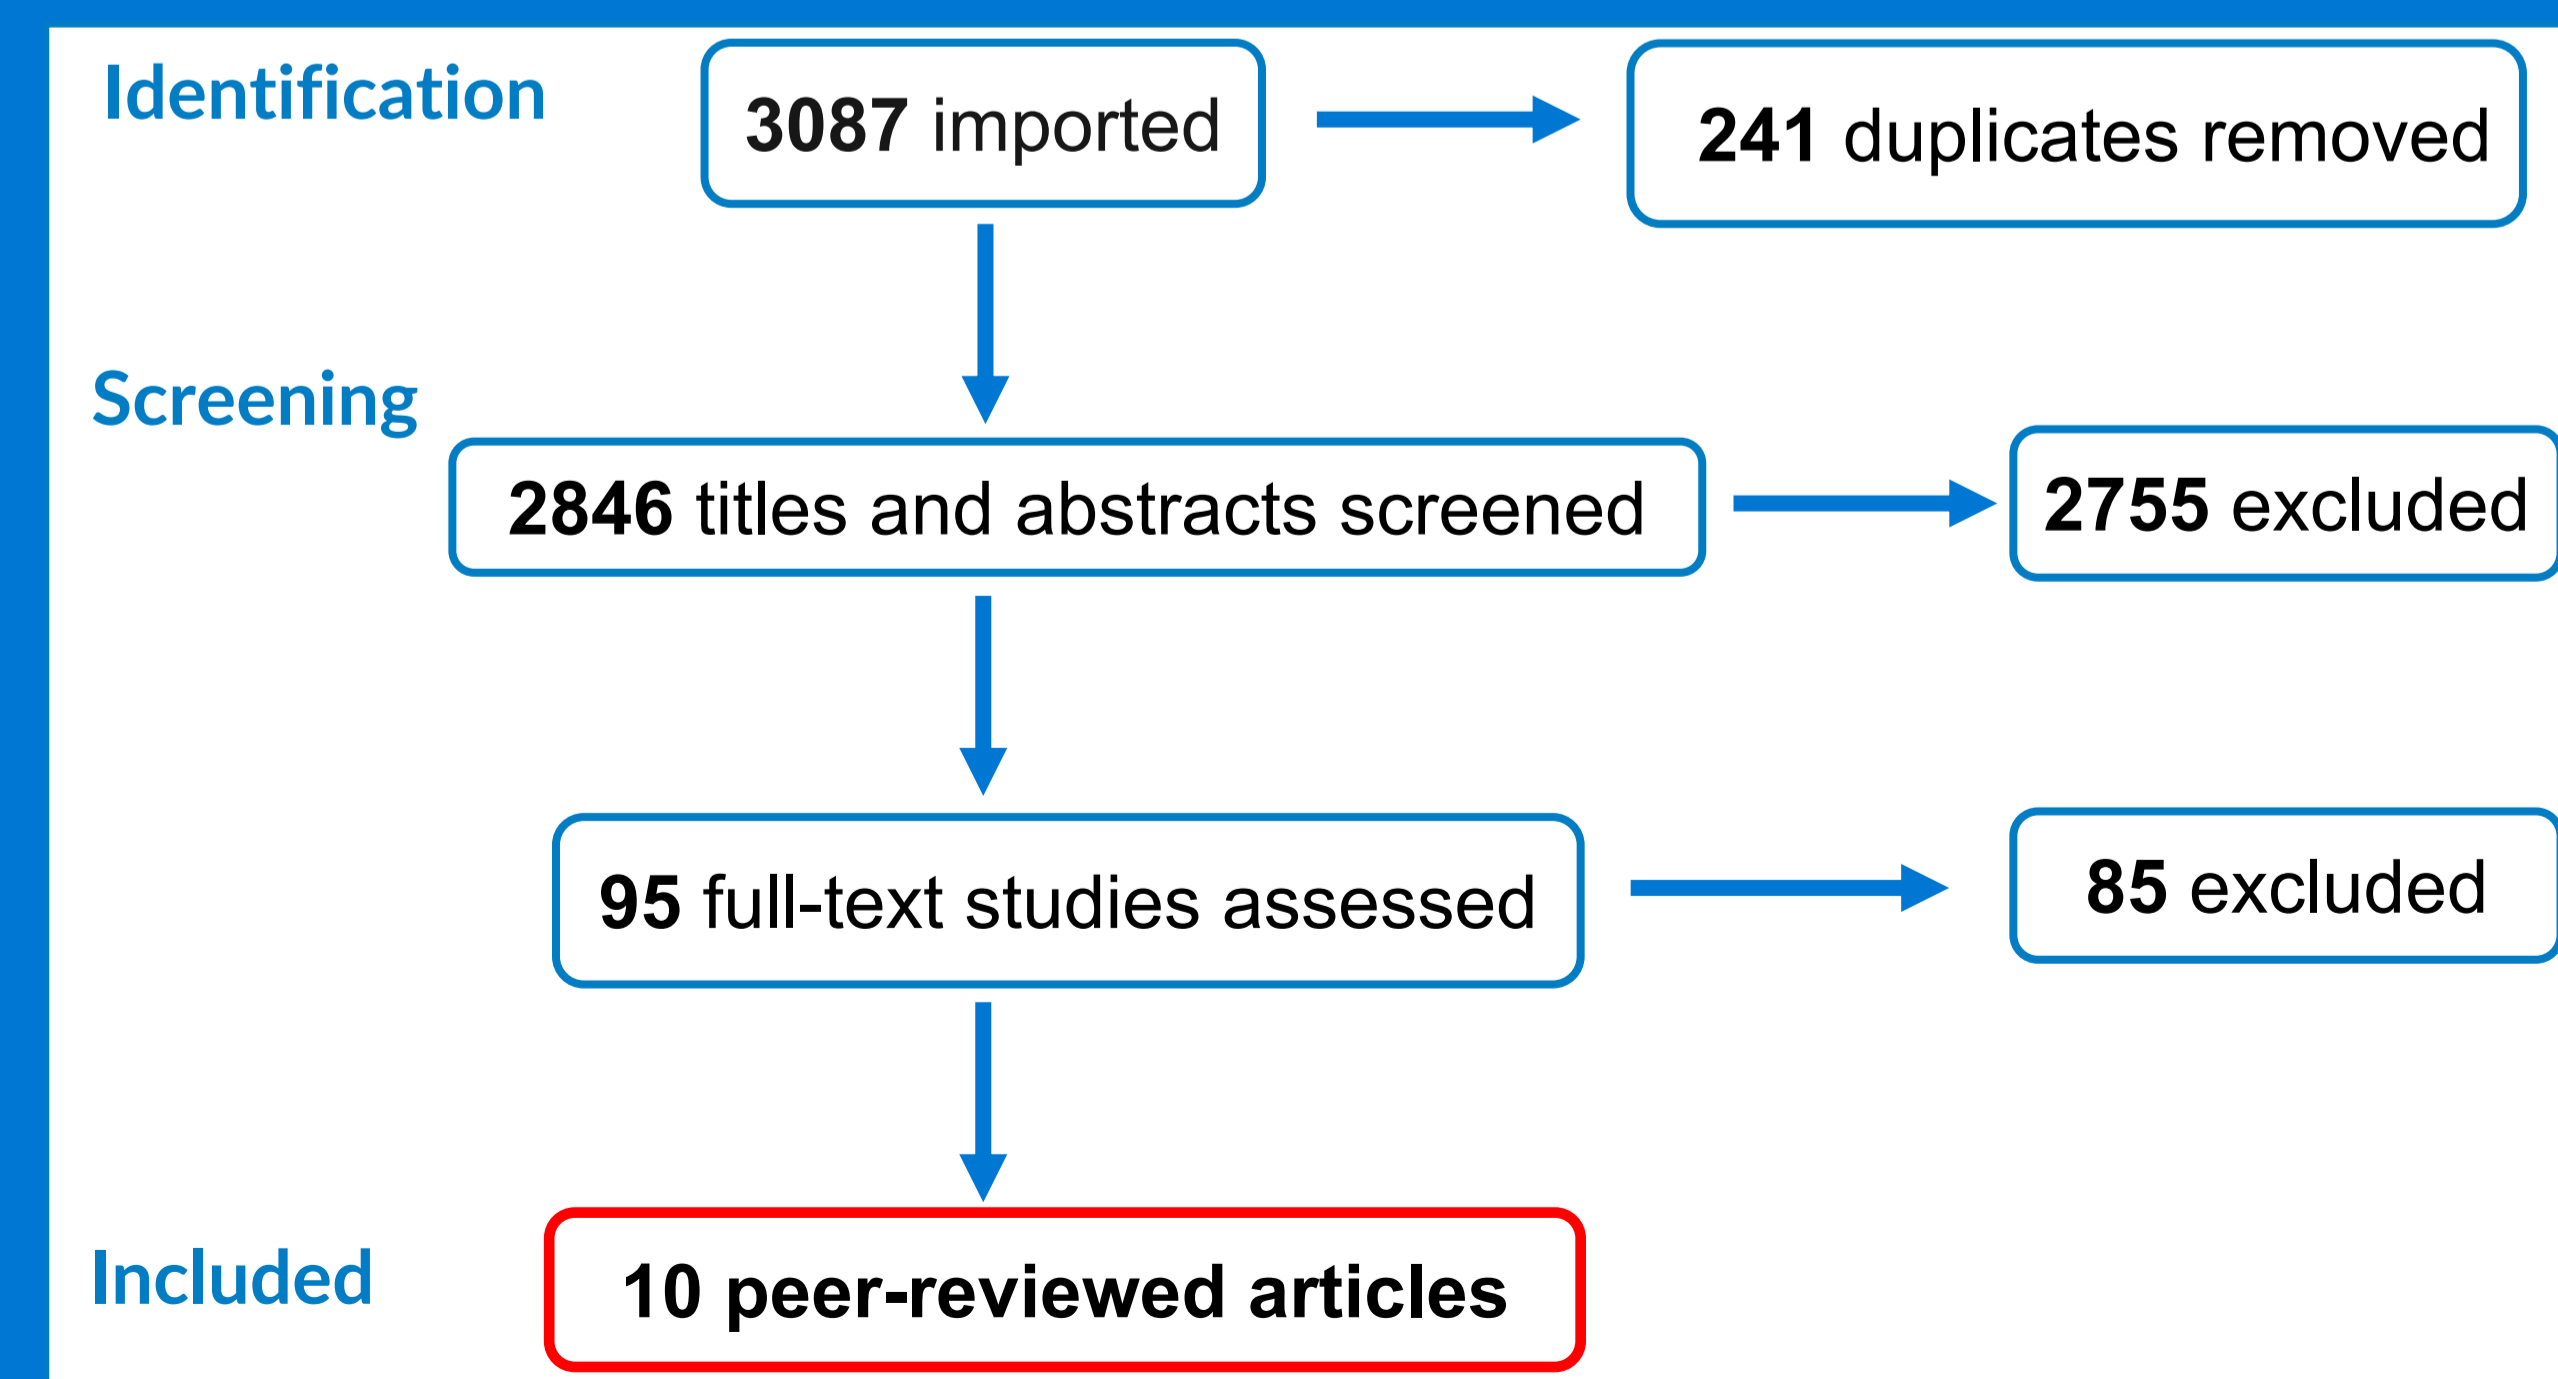 Identification
3087 imported
241 duplicates removed
Screening
2846 titles and abstracts screened
2755 excluded
95 full-text studies assessed
85 excluded
Included
10 peer-reviewed articles